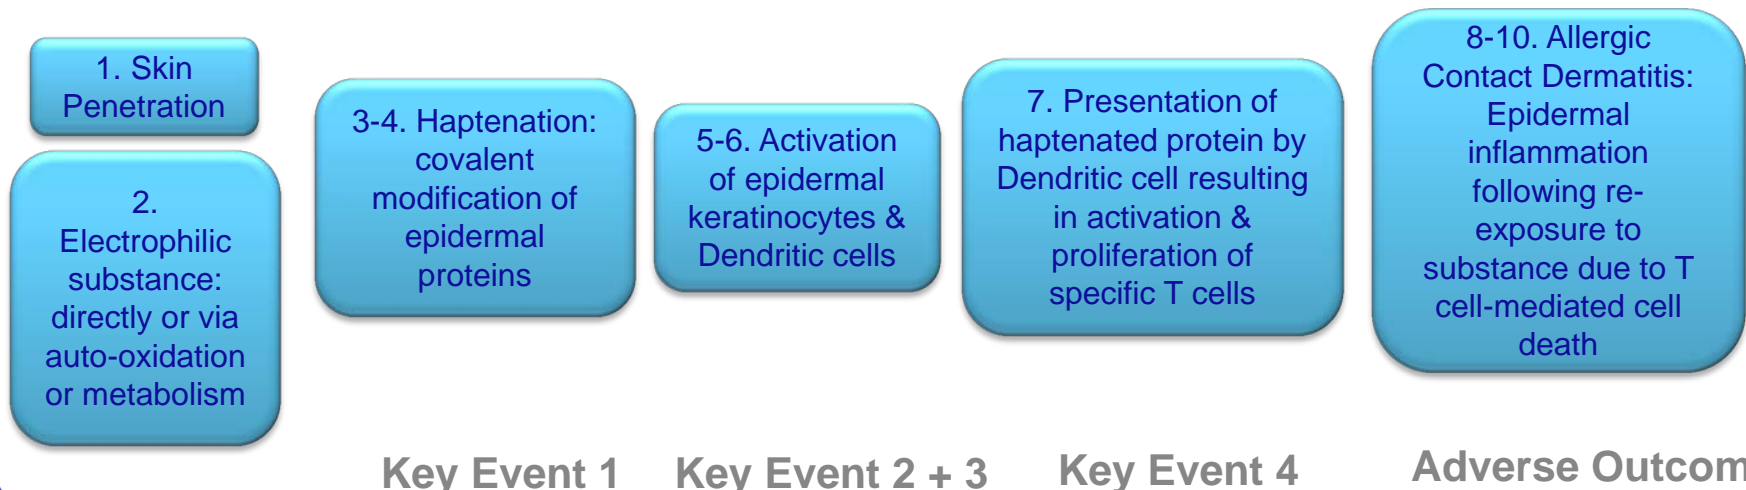 1. Skin
Penetration
2.
Electrophilic
substance:
directly or via
auto-oxidation
or metabolism
3-4. Haptenation:
covalent
modification of
epidermal
proteins
5-6. Activation
of epidermal
keratinocytes &
Dendritic cells
7. Presentation of
haptenated protein by
Dendritic cell resulting
in activation &
proliferation of
specific T cells
8-10. Allergic
Contact Dermatitis:
Epidermal
inflammation
following re-
exposure to
substance due to T
cell-mediated cell
death
Key Event 1
Key Event 2 + 3
Key Event 4
Adverse Outcom